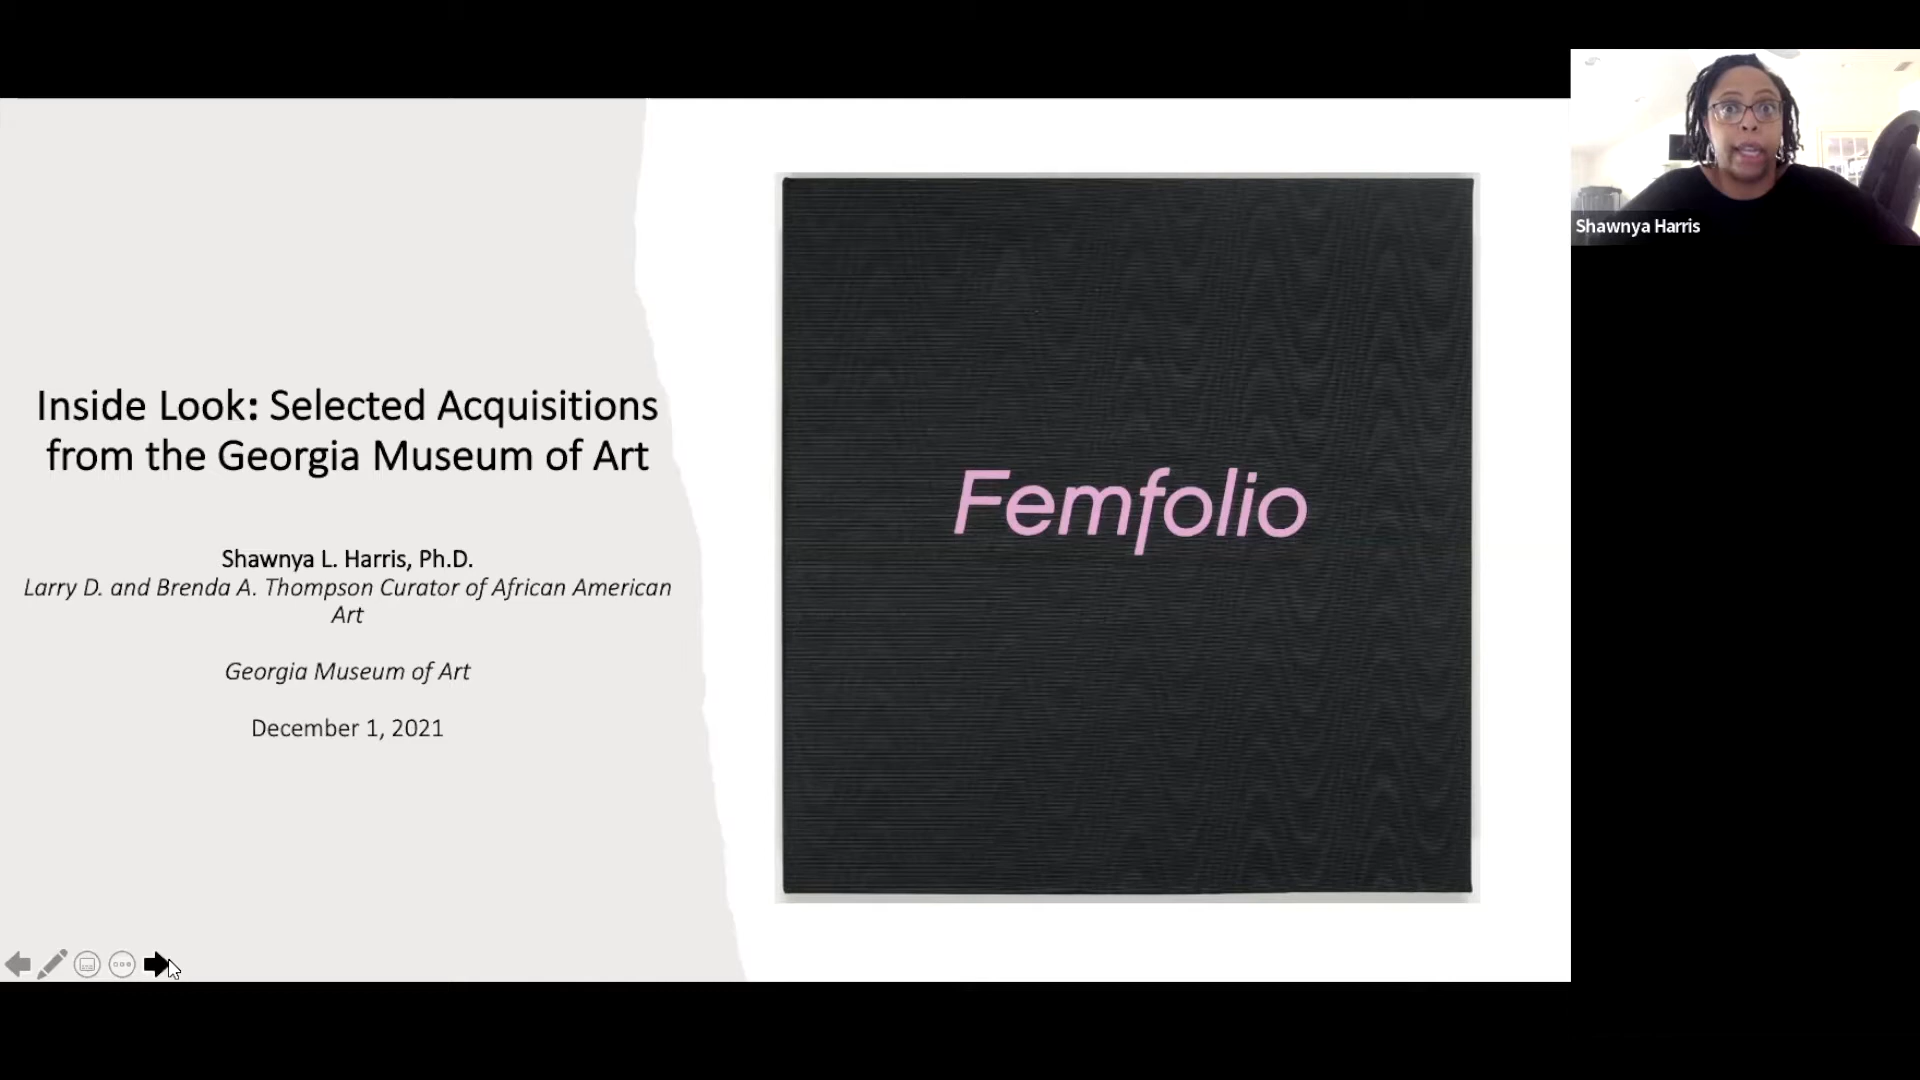 Inside Look: Selected Acquisitions
from the Georgia Museum of Art
Shawnya L. Harris, Ph.D.
Larry D. and Brenda A. Thompson Curator of African American
Art
Georgia Museum of Art
December 1, 2021
Femfolio
Shawnya Harris